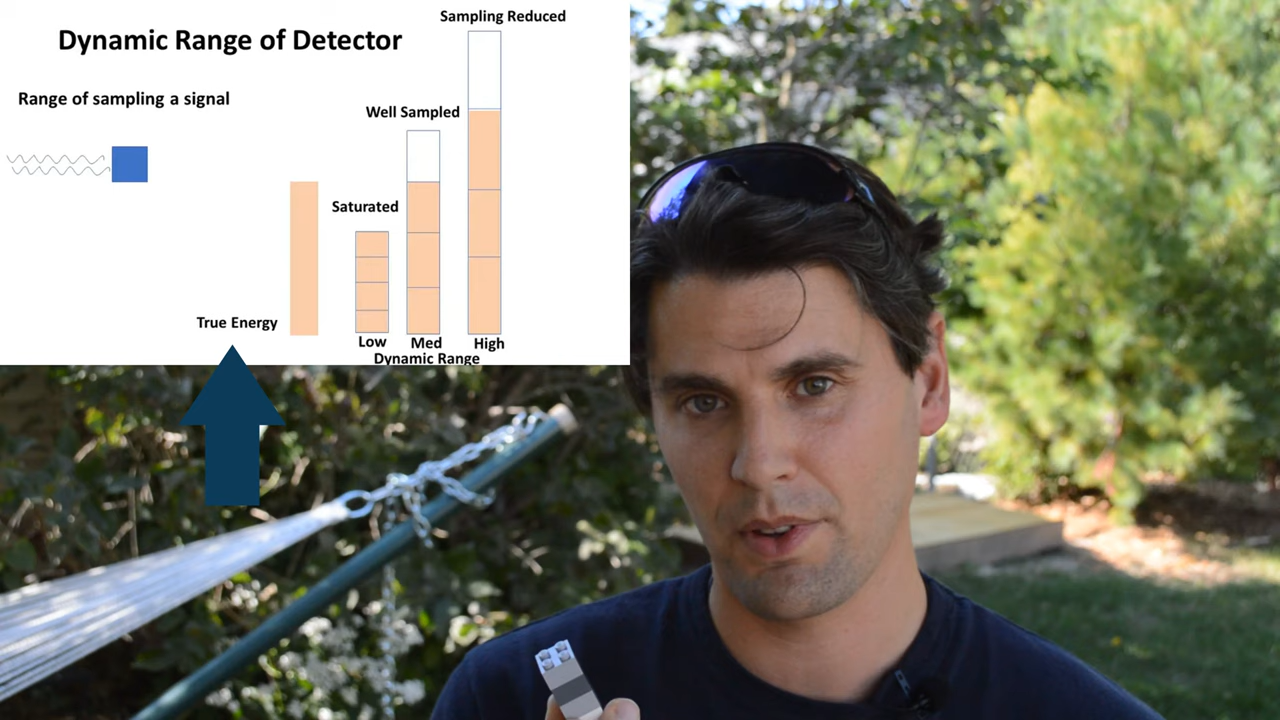 Sampling Reduced
Dynamic Range of Detector
Range of sampling a signal
Well Sampled
Saturated
True Energy
Low Med High
Dynamic Range